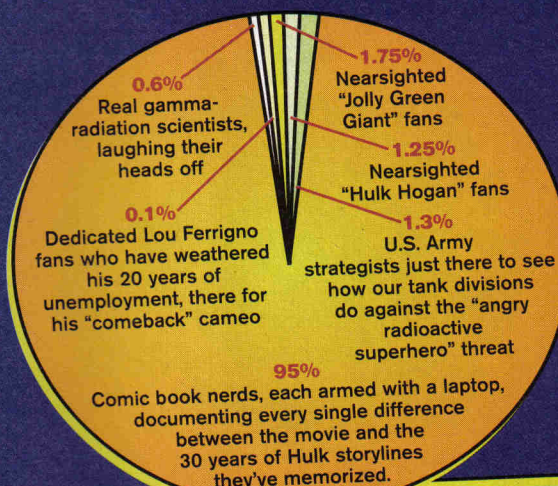 0.6%
Real gamma-
radiation scientists,
laughing their
heads off
0.1%
Dedicated Lou Ferrigno
fans who have weathered
his 20 years of
unemployment, there for
his "comeback" cameo
1.75%
Nearsighted
"Jolly Green
Giant" fans
1.25%
Nearsighted
"Hulk Hogan" fans
1.3%
U.S. Army
strategists just there to see
how our tank divisions
do against the "angry
radioactive
superhero" threat
95%
Comic book nerds, each armed with a laptop,
documenting every single difference
between the movie and the
30 years of Hulk storylines
they've memorized.